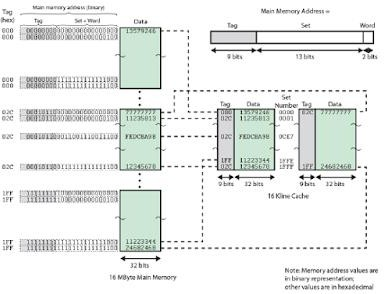 Main memory address (binary)
Tag
(hex)
Tag
Set + Word
Data
Main Memory Address =
Tag
Set
Word
9 bits
13 bits
2 bits
000
13579246
000
02C
77777777
02C
11235813
02C
FEDCBA98
02C
12345678
1FF
1FF
1FF
11223344
1FF
24682468
32 bits
16 MByte Main Memory
Tag
Data
Set
Number
Tag
Data
000
13579246
0000
02C
77777777
02C
11235813
0001
02C
FEDCBA98
0CE7
1FF
11223344
1FFE
02C
12345678
1FFF
1FF
24682468
9 bits
32 bits
9 bits
32 bits
16 Kline Cache
Note: Memory address values are
in binary representation;
other values are in hexadecimal